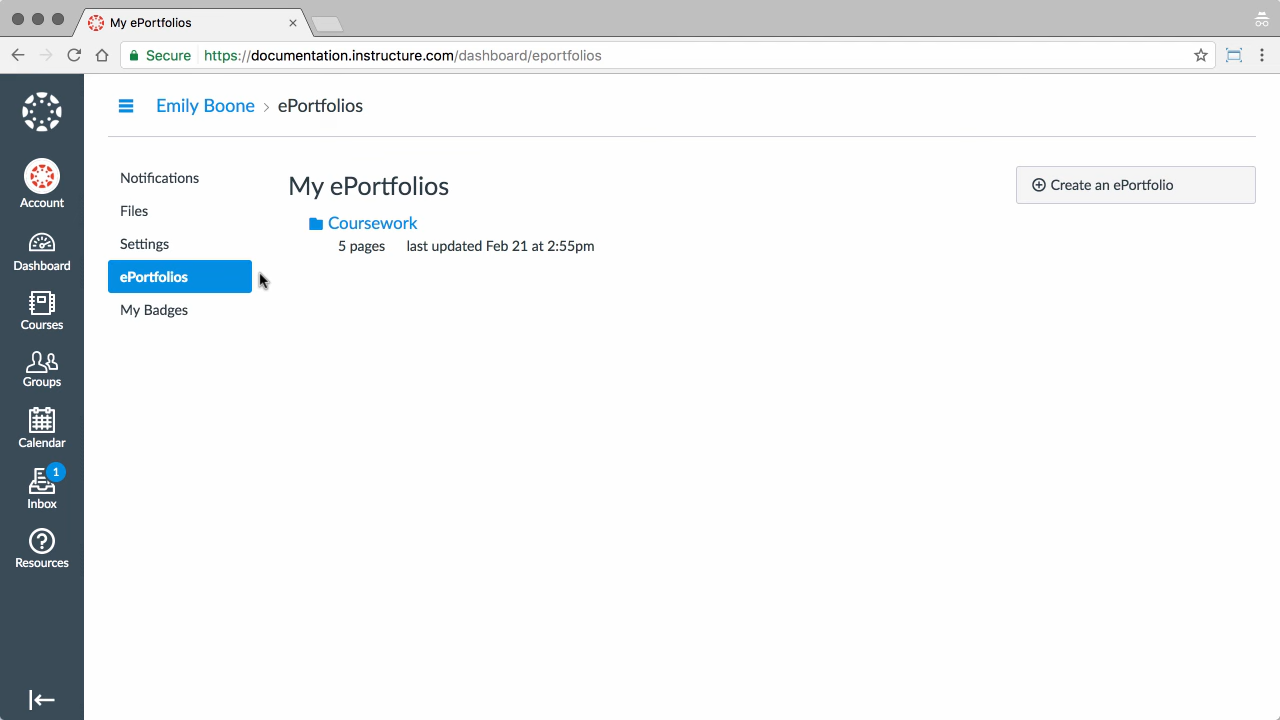 My ePortfolios
Secure https://documentation.instructure.com/dashboard/eportfolios
Emily Boone > ePortfolios
Account
Dashboard
Courses
Groups
Calendar
1
Inbox
Resources
Notifications
Files
Settings
ePortfolios
My Badges
My ePortfolios
Coursework
5 pages last updated Feb 21 at 2:55pm
Create an ePortfolio